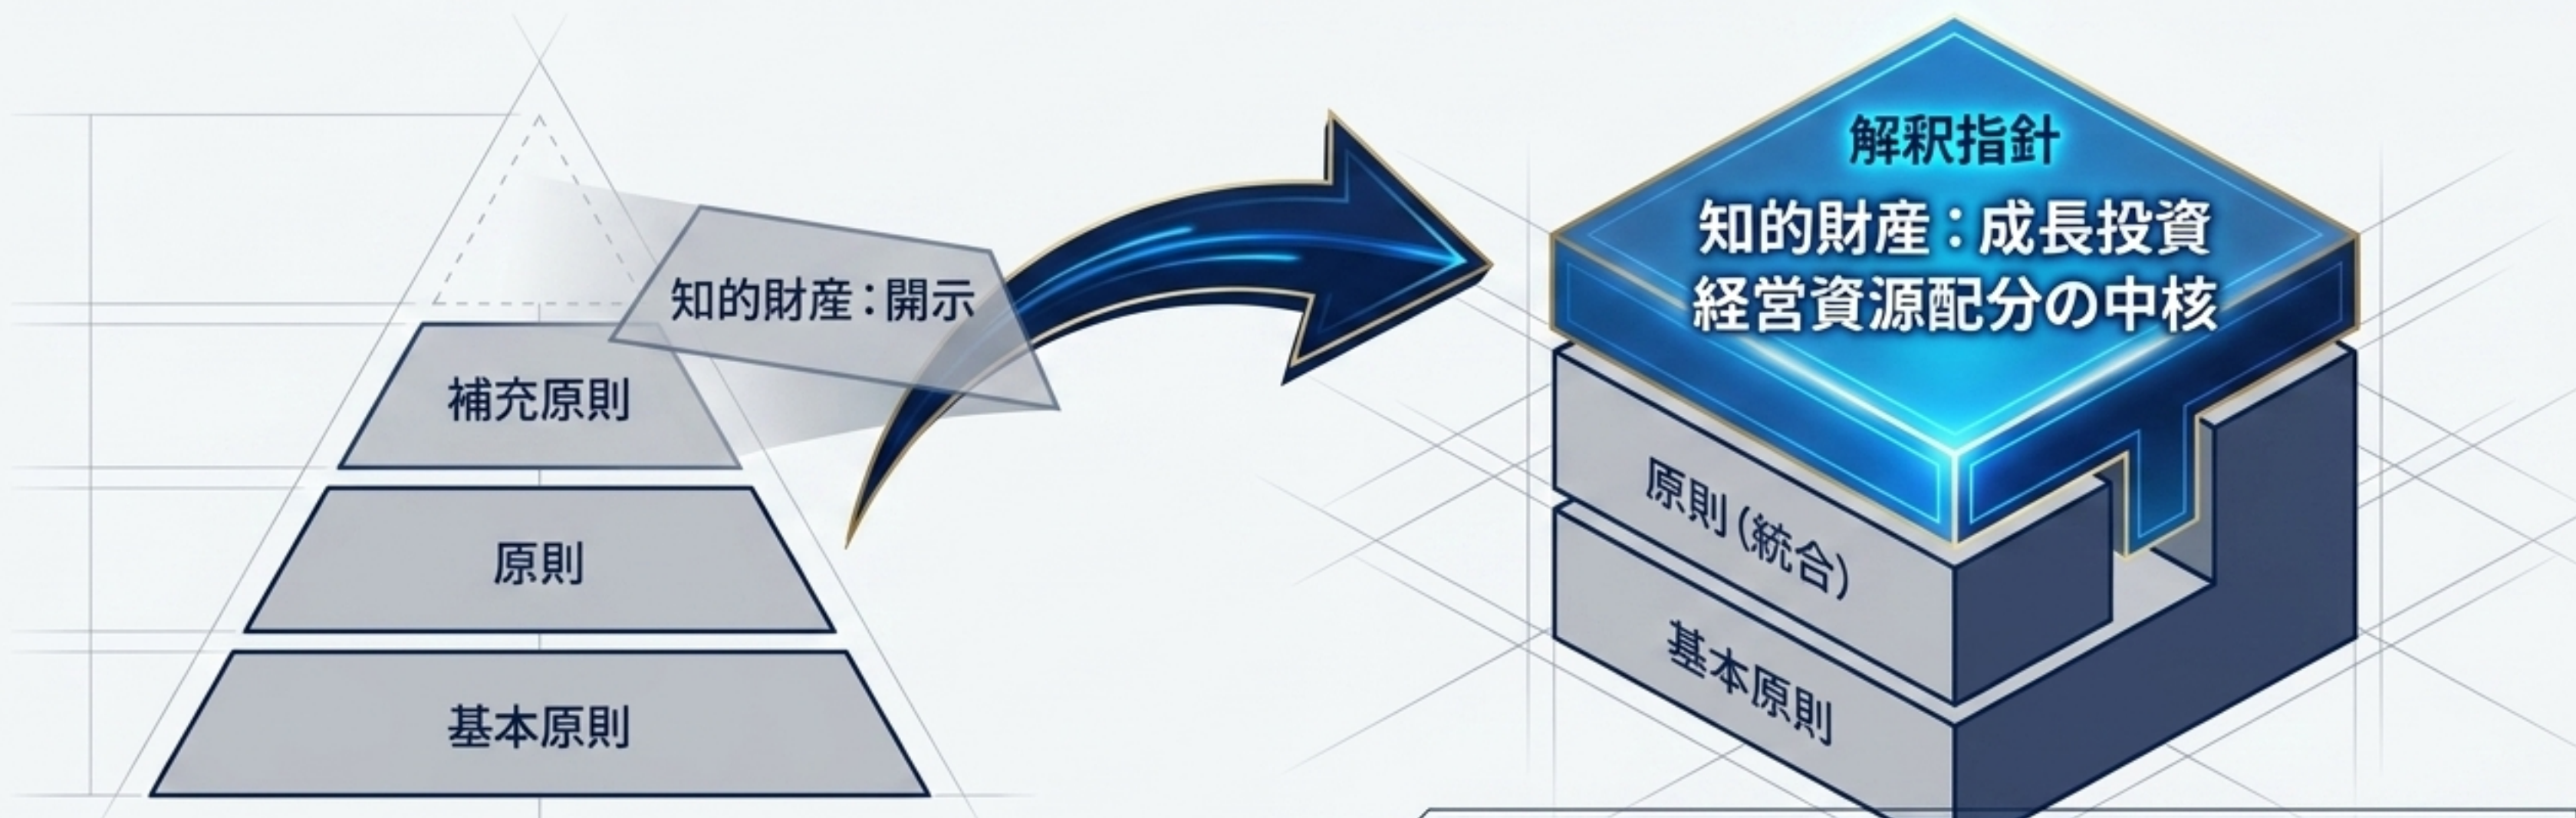 知的財産：開示
補充原則
原則
基本原則
解釈指針
知的財産：成長投資
経営資源配分の中核
原則(統合)
基本原則